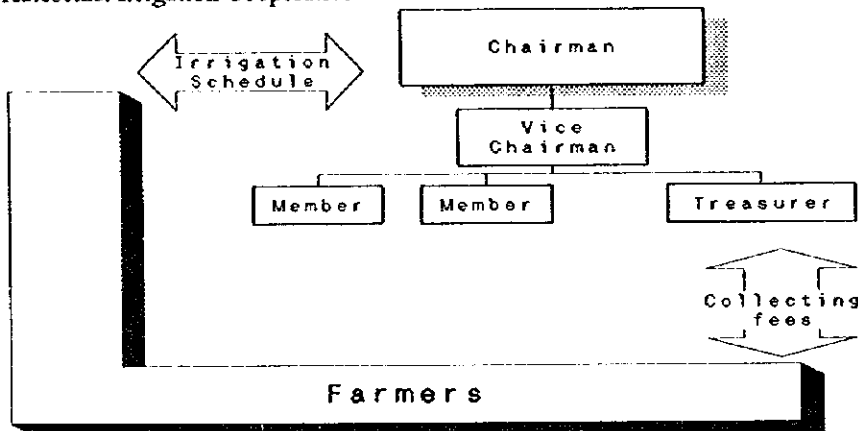 Irrigation
Schedule
Chairman
Vice
Chairman
Member
Member
Treasurer
Collecting
fees
Farmers